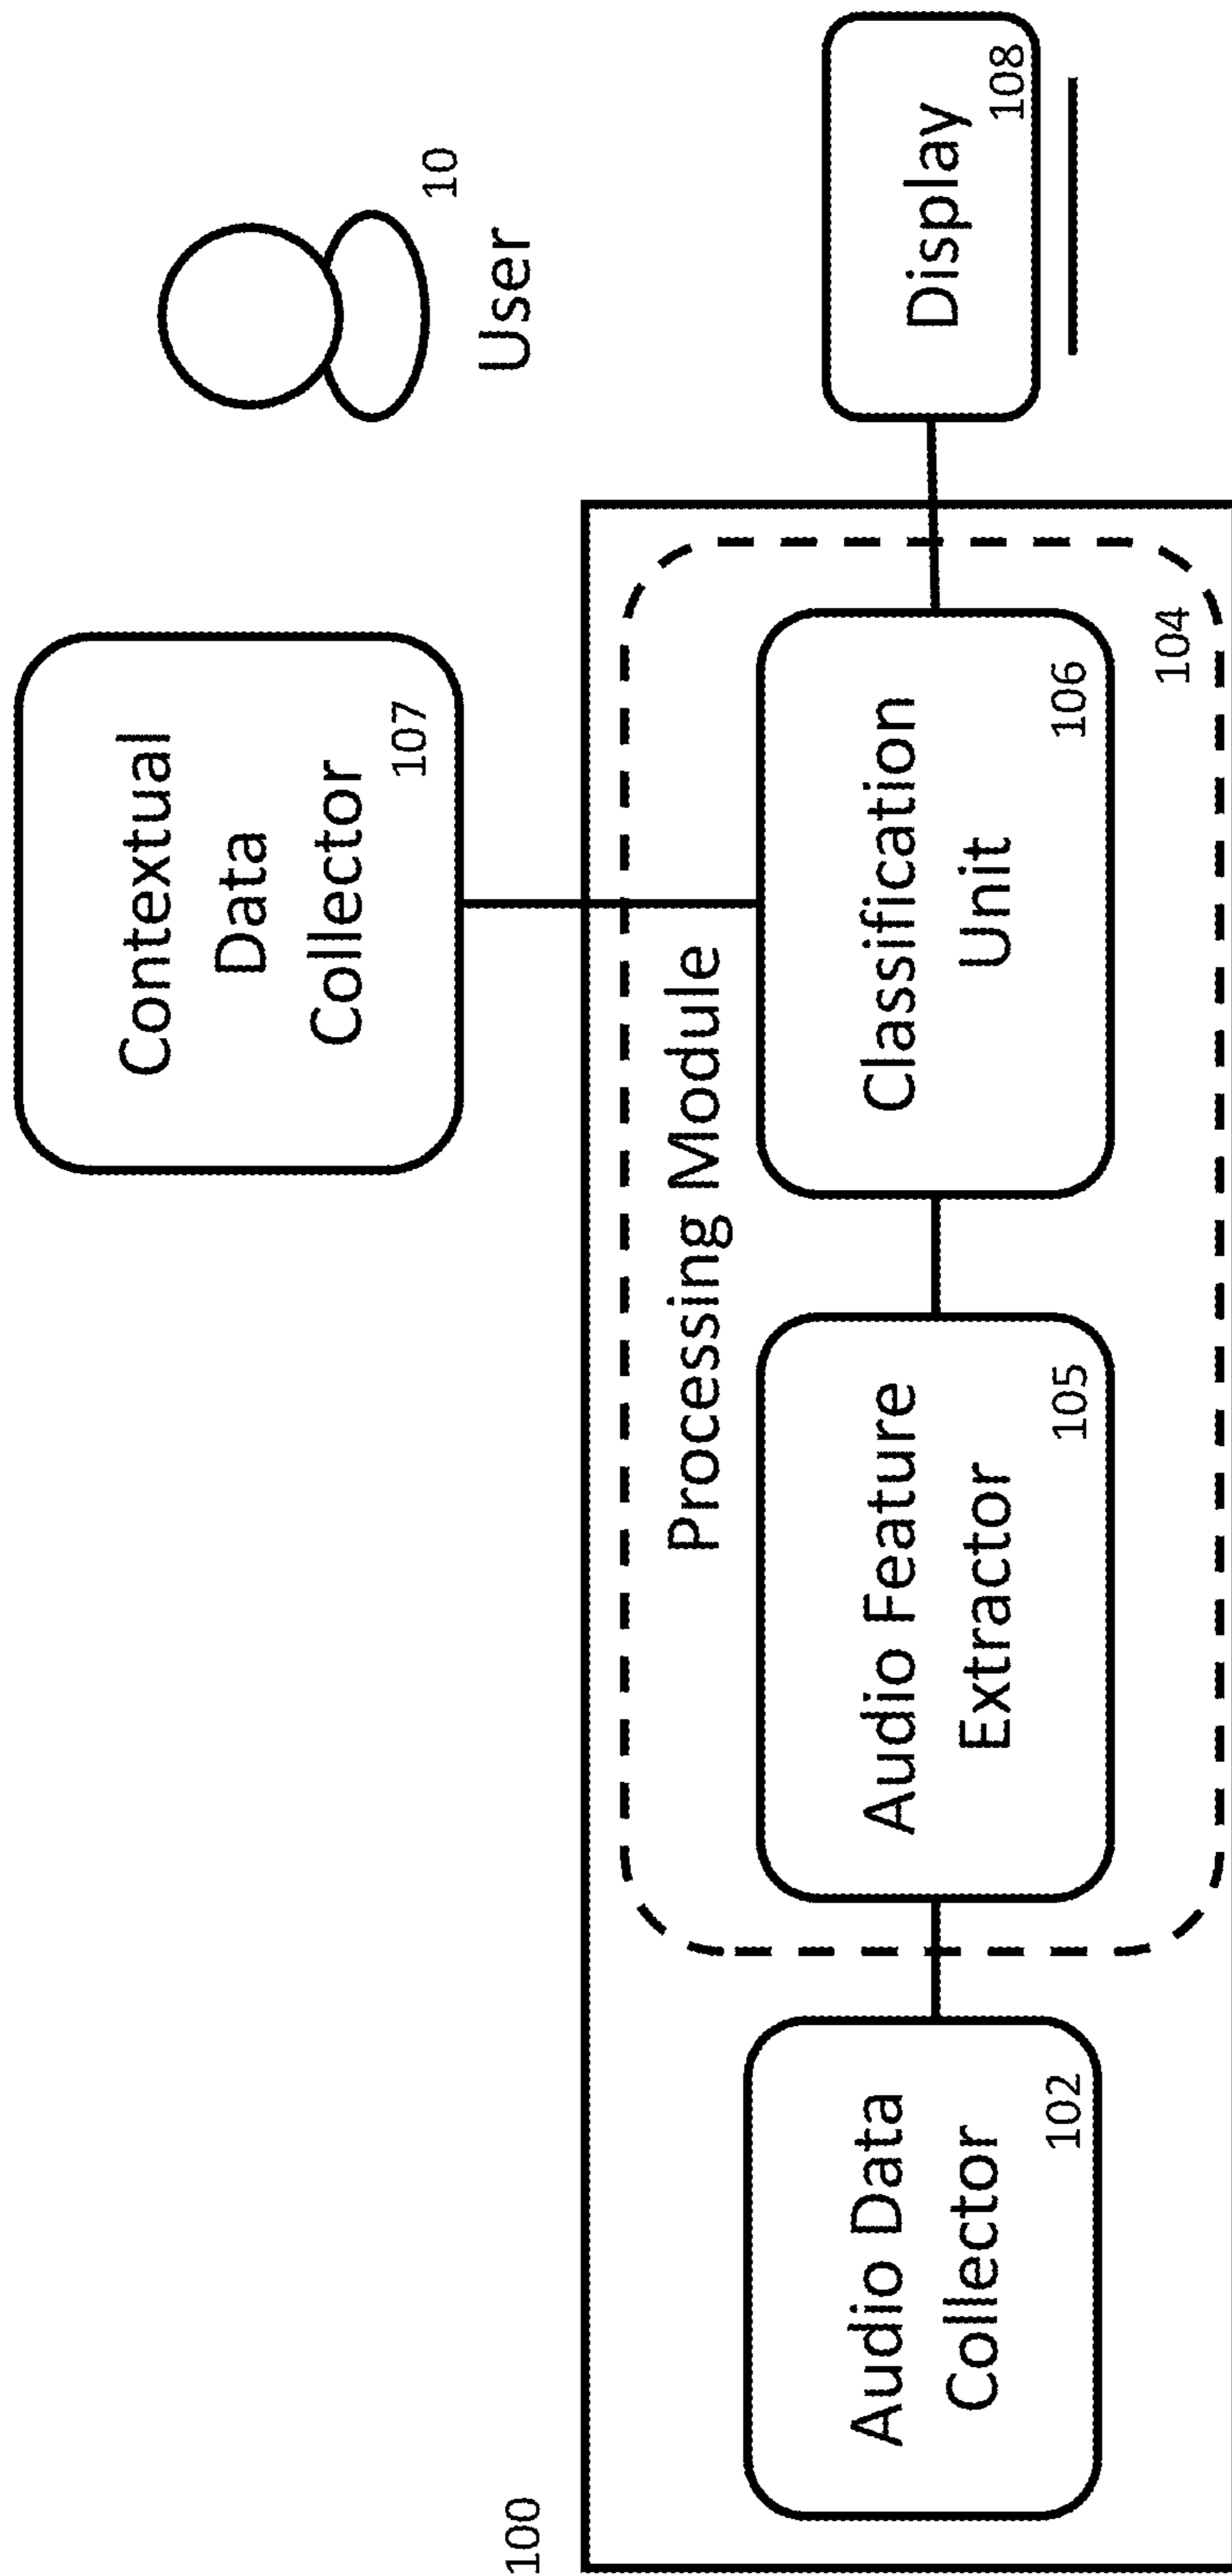 Contextual
Data
Collector
107
10
User
100
Processing Module
Audio Data
Collector
102
Audio Feature
Extractor
105
Classification
Unit
106
104
Display
108